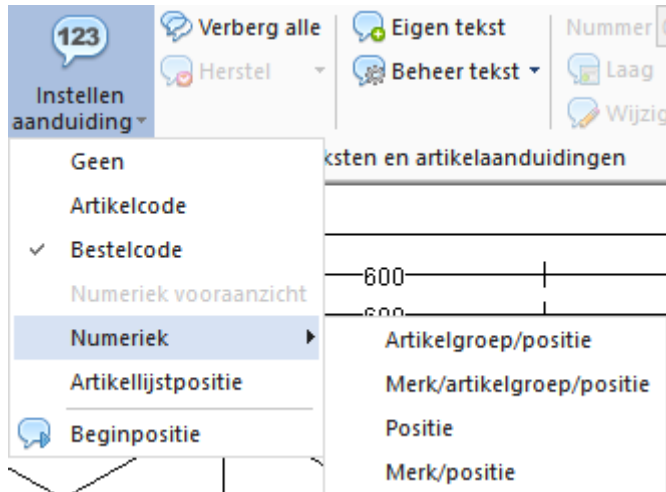 123
Instellen
aanduiding
Verberg alle
Herstel
Eigen tekst
Beheer tekst
Nummer
Laag
Wijzig
ksten en artikelaanduidingen
Geen
Artikelcode
Bestelcode
Numeriek vooraanzicht
Numeriek
Artikellijstpositie
Beginpositie
600
600
Artikelgroep/positie
Merk/artikelgroep/positie
Positie
Merk/positie